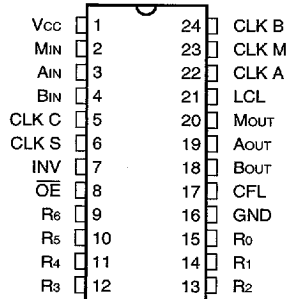 Vcc 1 24 CLK B
MIN 2 23 CLK M
AIN 3 22 CLK A
BIN 4 21 LCL
CLK C 5 20 MOUT
CLK S 6 19 AOUT
INV 7 18 BOUT
OE 8 17 CFL
R6 9 16 GND
R5 10 15 R0
R4 11 14 R1
R3 12 13 R2